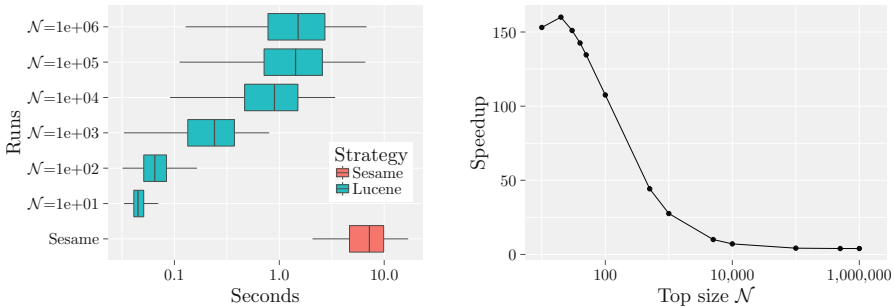 Runs
𝒩=1e+06
𝒩=1e+05
𝒩=1e+04
𝒩=1e+03
𝒩=1e+02
𝒩=1e+01
Sesame
Strategy
Sesame
Lucene
0.1 1.0 10.0
Seconds
Speedup
150
100
50
0
100 10,000 1,000,000
Top size 𝒩